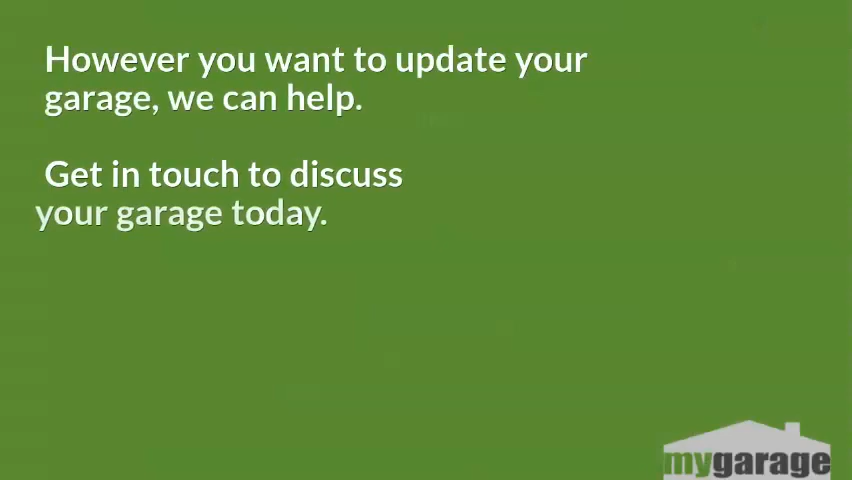 However you want to update your
garage, we can help.
Get in touch to discuss
your garage today.
mygarage